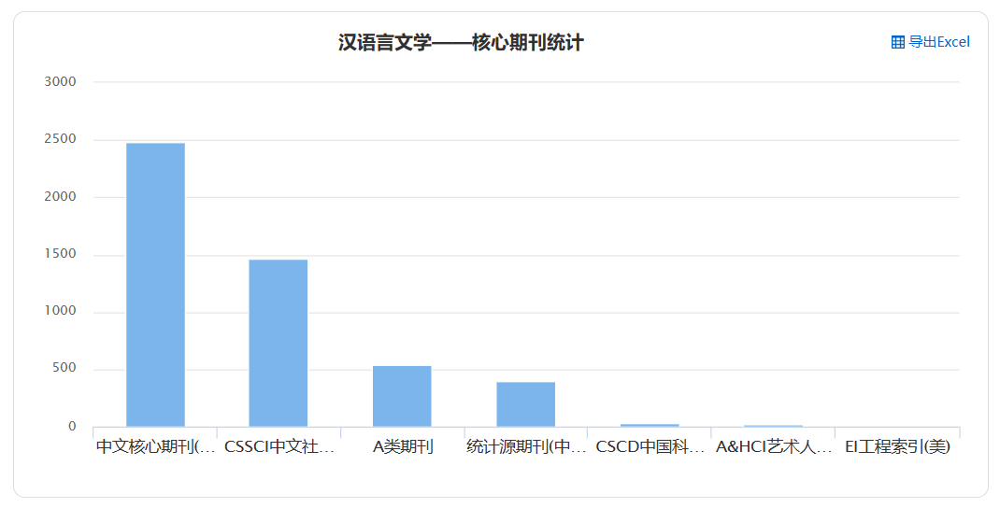 汉语言文学——核心期刊统计
导出Excel
3000
2500
2000
1500
1000
500
0
中文核心期刊(...
CSSCI中文社...
A类期刊
统计源期刊(中...
CSCD中国科...
A&HCI艺术人...
EI工程索引(美)